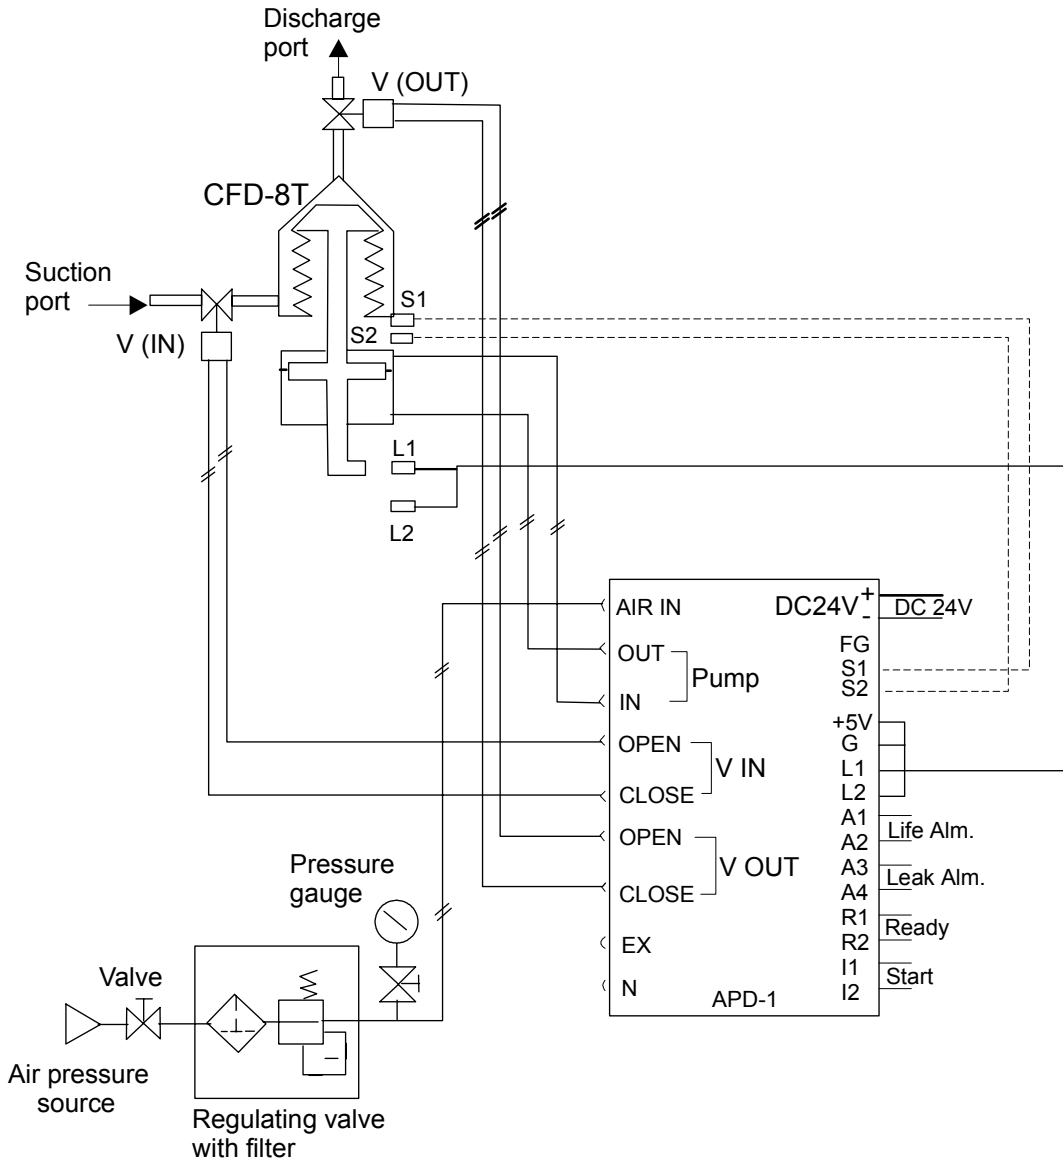 Discharge
port
V (OUT)
CFD-8T
Suction
port
S1
S2
V (IN)
L1
L2
AIR IN
DC24V
+
-
DC 24V
OUT
IN
Pump
FG
S1
S2
+5V
G
L1
L2
OPEN
CLOSE
V IN
OPEN
CLOSE
V OUT
A1
A2
Life Alm.
A3
A4
Leak Alm.
R1
R2
Ready
I1
I2
Start
EX
N
APD-1
Pressure
gauge
Valve
Air pressure
source
Regulating valve
with filter